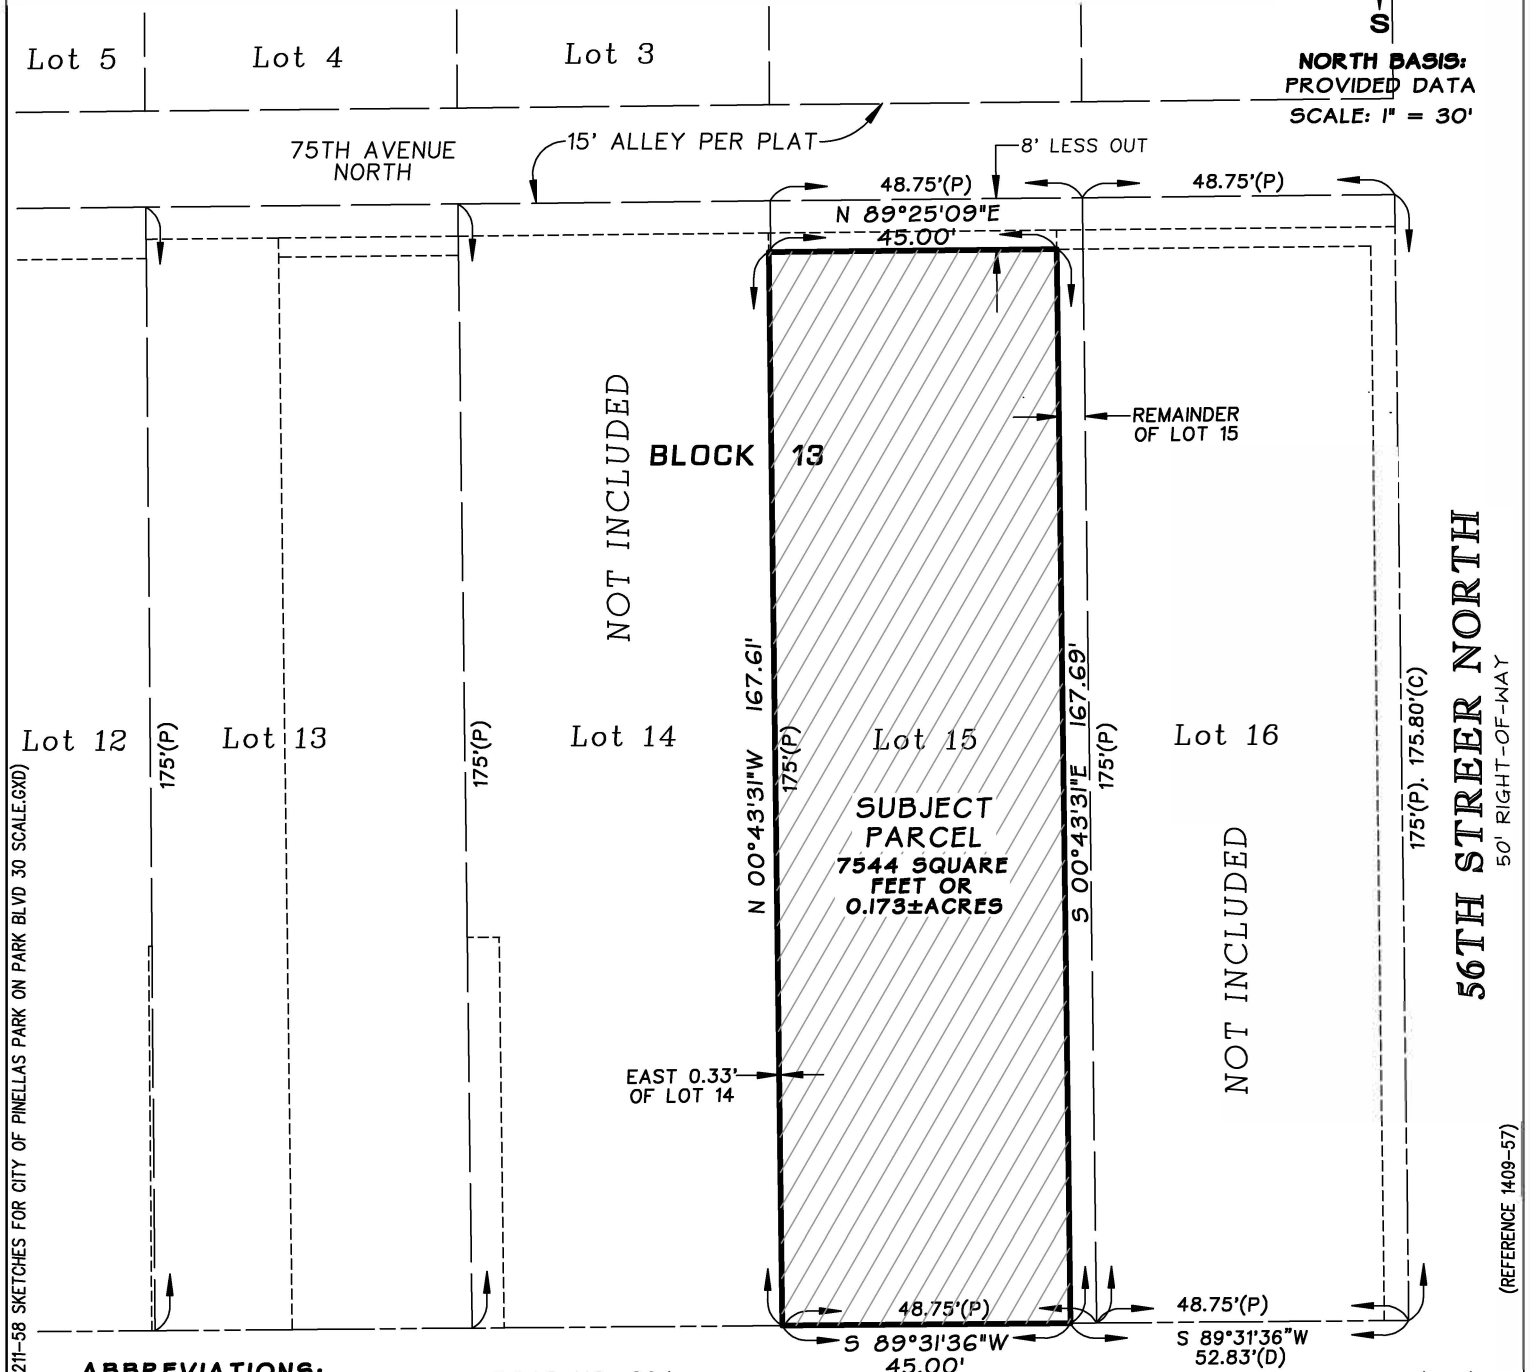 Lot 5
Lot 4
Lot 3
S
NORTH BASIS:
PROVIDED DATA
SCALE: 1" = 30'
75TH AVENUE
NORTH
15' ALLEY PER PLAT
8' LESS OUT
48.75'(P)
48.75'(P)
N 89°25'09"E
45.00'
NOT INCLUDED
BLOCK 13
REMAINDER
OF LOT 15
N 00°43'31"W 167.61'
175'(P)
S 00°43'31"E 167.69'
175'(P)
Lot 12
175'(P)
Lot 13
175'(P)
Lot 14
Lot 15
Lot 16
SUBJECT
PARCEL
7544 SQUARE
FEET OR
0.173±ACRES
NOT INCLUDED
175'(P). 175.80'(C)
56TH STREER NORTH
50' RIGHT-OF-WAY
EAST 0.33'
OF LOT 14
48.75'(P)
S 89°31'36"W
45.00'
48.75'(P)
S 89°31'36"W
52.83'(D)
(REFERENCE 1409-57)
211-58 SKETCHES FOR CITY OF PINELLAS PARK ON PARK BLVD 30 SCALE.GXD)
ABBREVIATIONS: